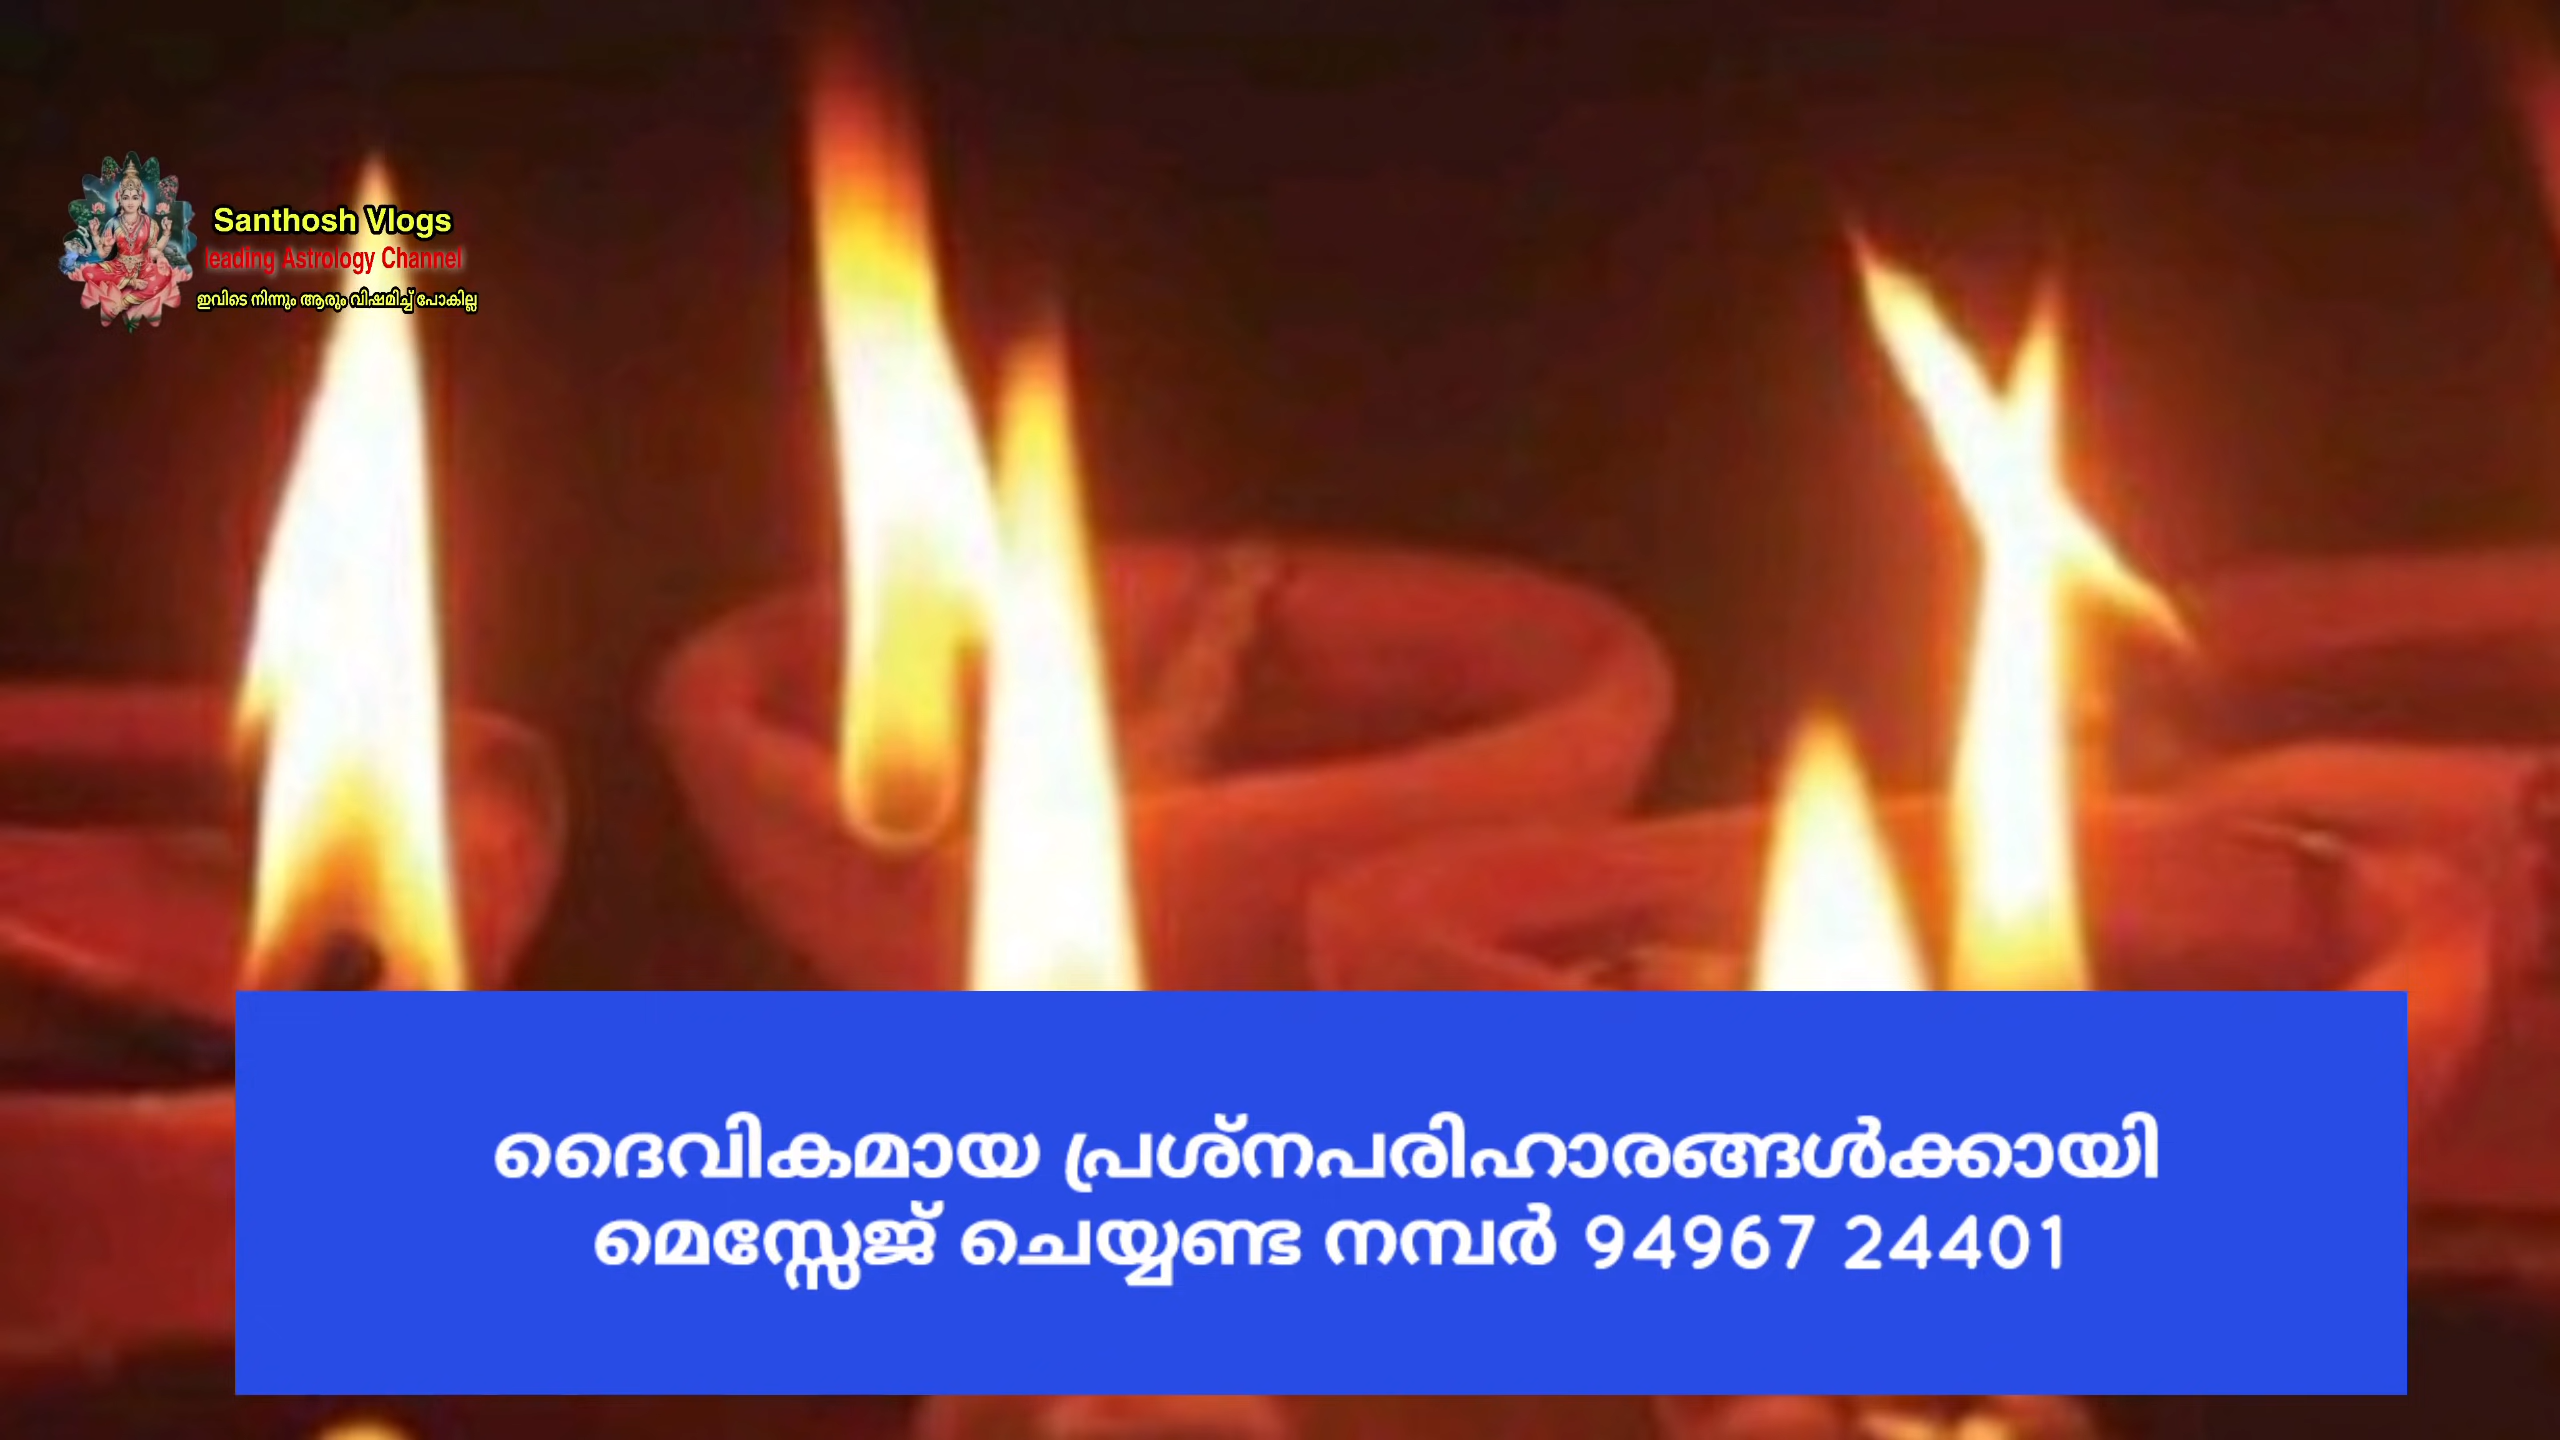 Santhosh Vlogs
leading Astrology Channel
ഇവിടെ നിന്നും ആരും വിഷമിച്ച് പോകില്ല
ദൈവികമായ പ്രശ്നപരിഹാരങ്ങൾക്കായി
മെസ്സേജ് ചെയ്യണ്ട നമ്പർ 94967 24401